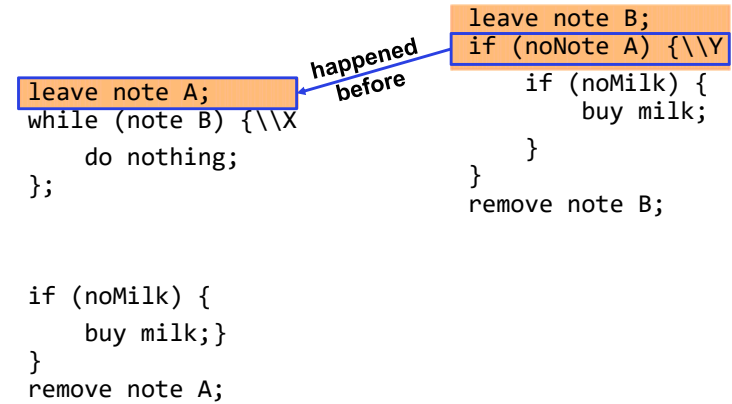 leave note A;
while (note B) {\\X
do nothing;
};
if (noMilk) {
buy milk;}
}
remove note A;
happened
before
leave note B;
if (noNote A) {\\Y
if (noMilk) {
buy milk;
}
}
remove note B;